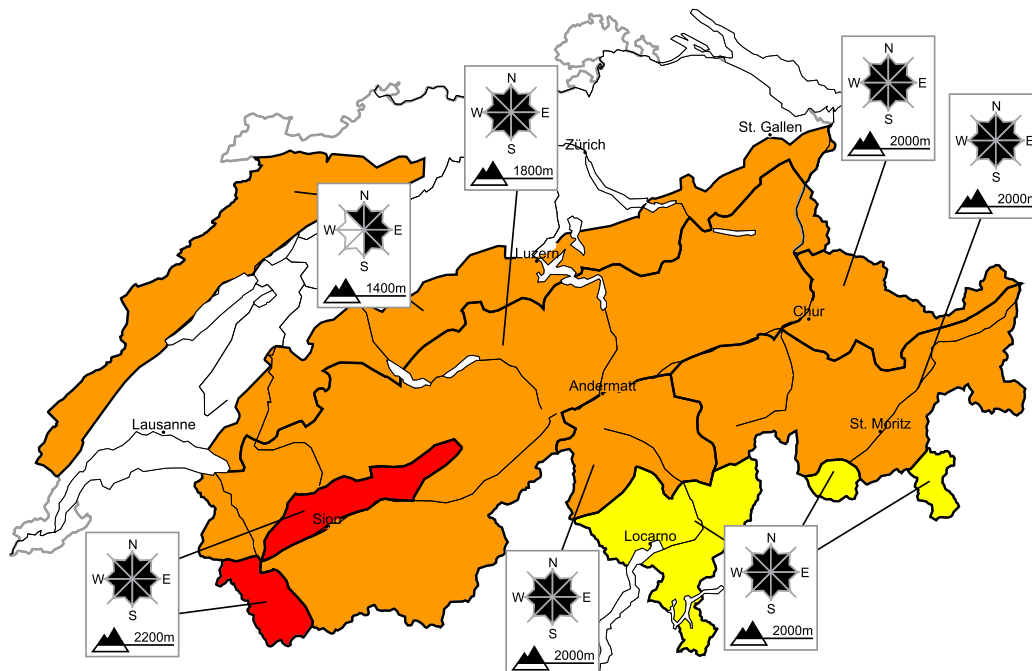 N
W E
S
2000m
N
W E
S
1800m
N
W E
S
2000m
St. Gallen
Zürich
N
W E
S
1400m
Luzern
Chur
Andermatt
Lausanne
St. Moritz
Sion
Locarno
N
W E
S
2200m
N
W E
S
2000m
N
W E
S
2000m